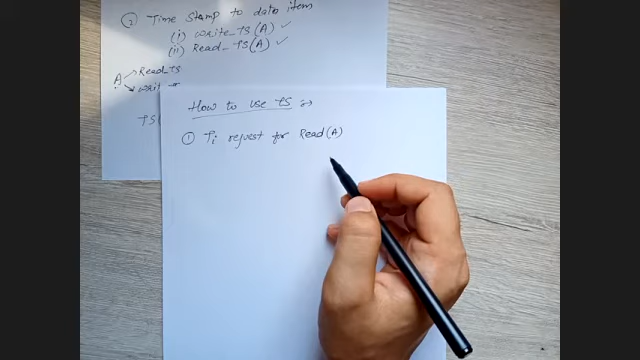 ② Time Stamp to data item
(i) Write_TS(A) ✓
(ii) Read_TS(A) ✓
A Read_TS
TS(
How to use TS :→
① Ti request for Read(A)